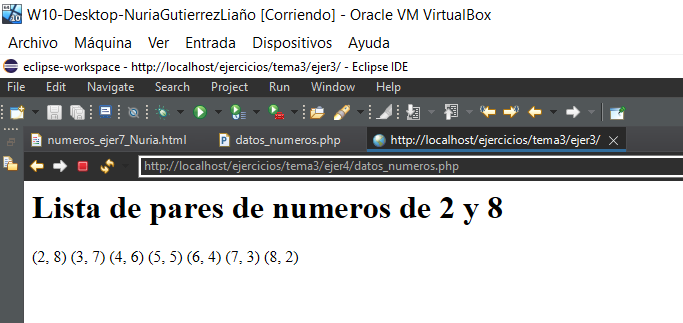 W10-Desktop-NuriaGutierrezLiaño [Corriendo] - Oracle VM VirtualBox
Archivo Máquina Ver Entrada Dispositivos Ayuda
eclipse-workspace - http://localhost/ejercicios/tema3/ejer3/ - Eclipse IDE
File Edit Navigate Search Project Run Window Help
numeros_ejer7_Nuria.html datos_numeros.php http://localhost/ejercicios/tema3/ejer3/
http://localhost/ejercicios/tema3/ejer4/datos_numeros.php
Lista de pares de numeros de 2 y 8
(2, 8) (3, 7) (4, 6) (5, 5) (6, 4) (7, 3) (8, 2)